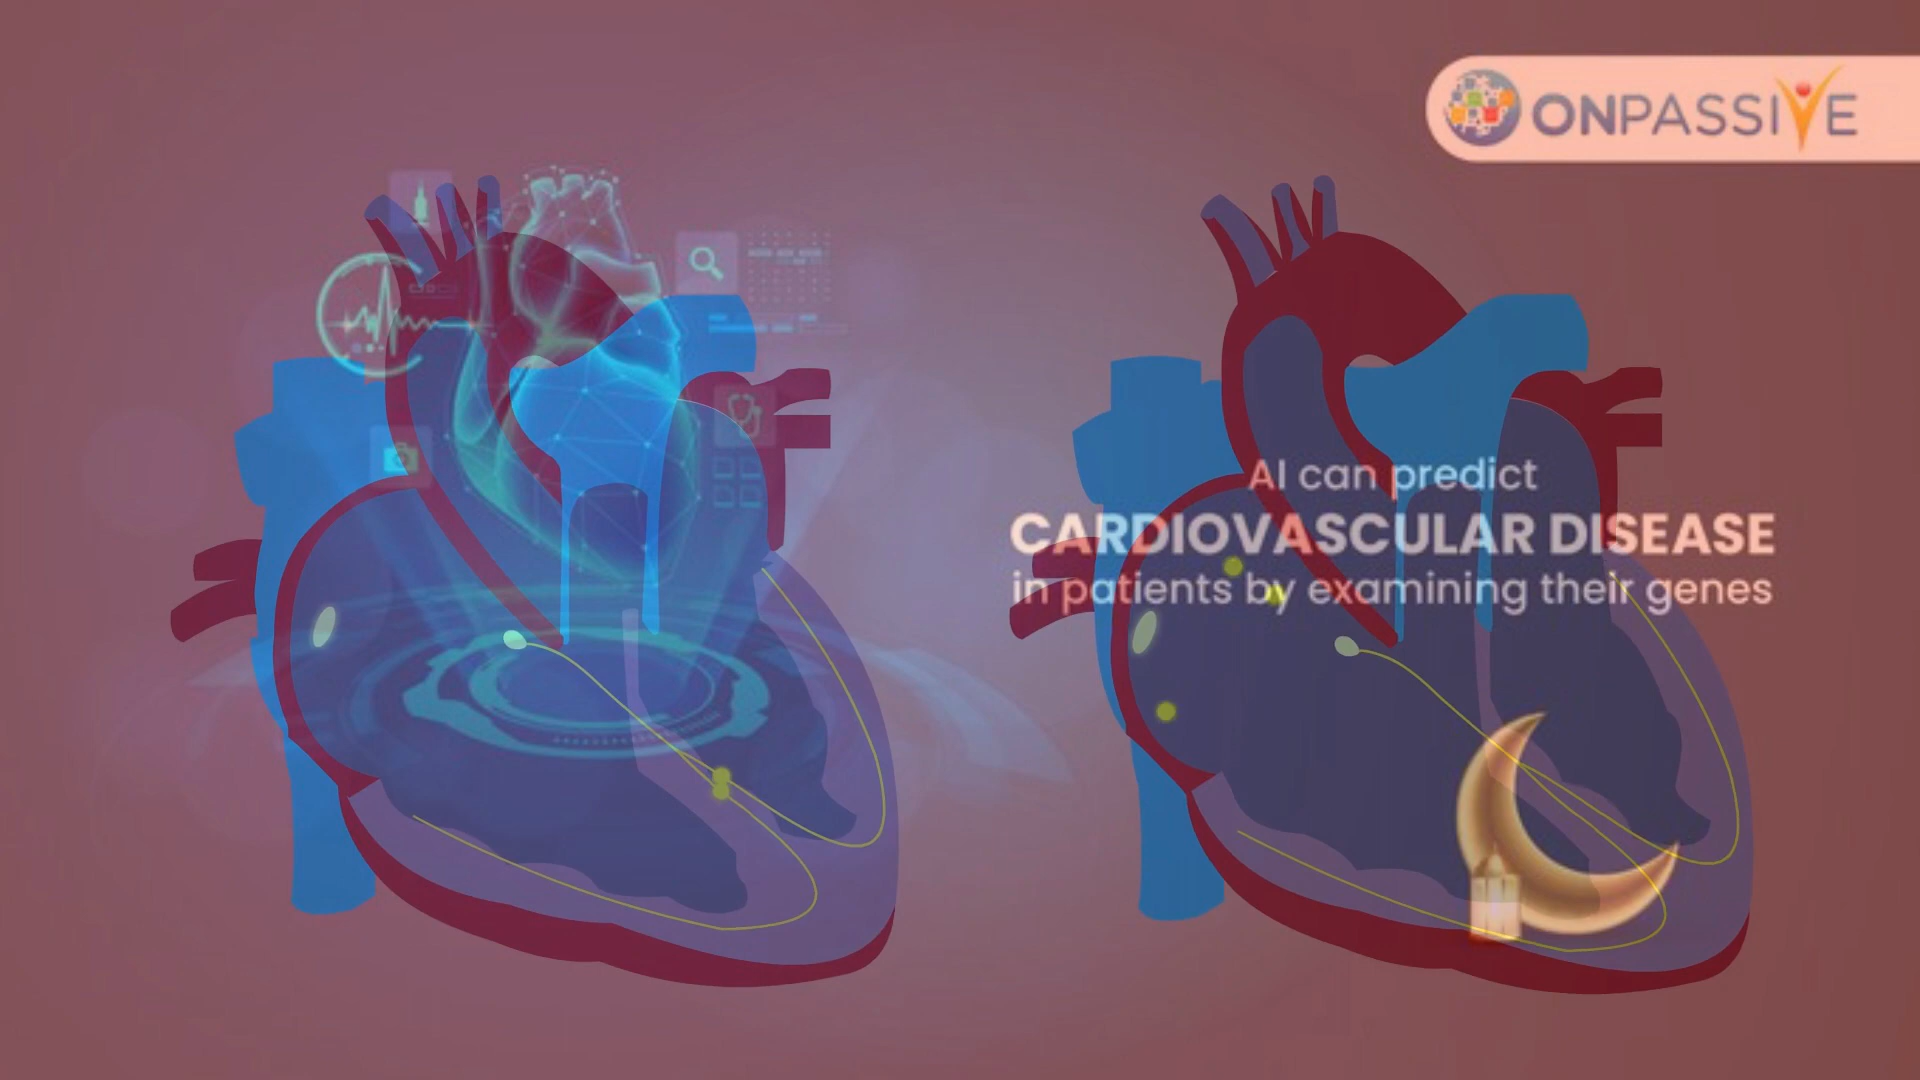 ONPASSIVE
AI can predict
CARDIOVASCULAR DISEASE
in patients by examining their genes